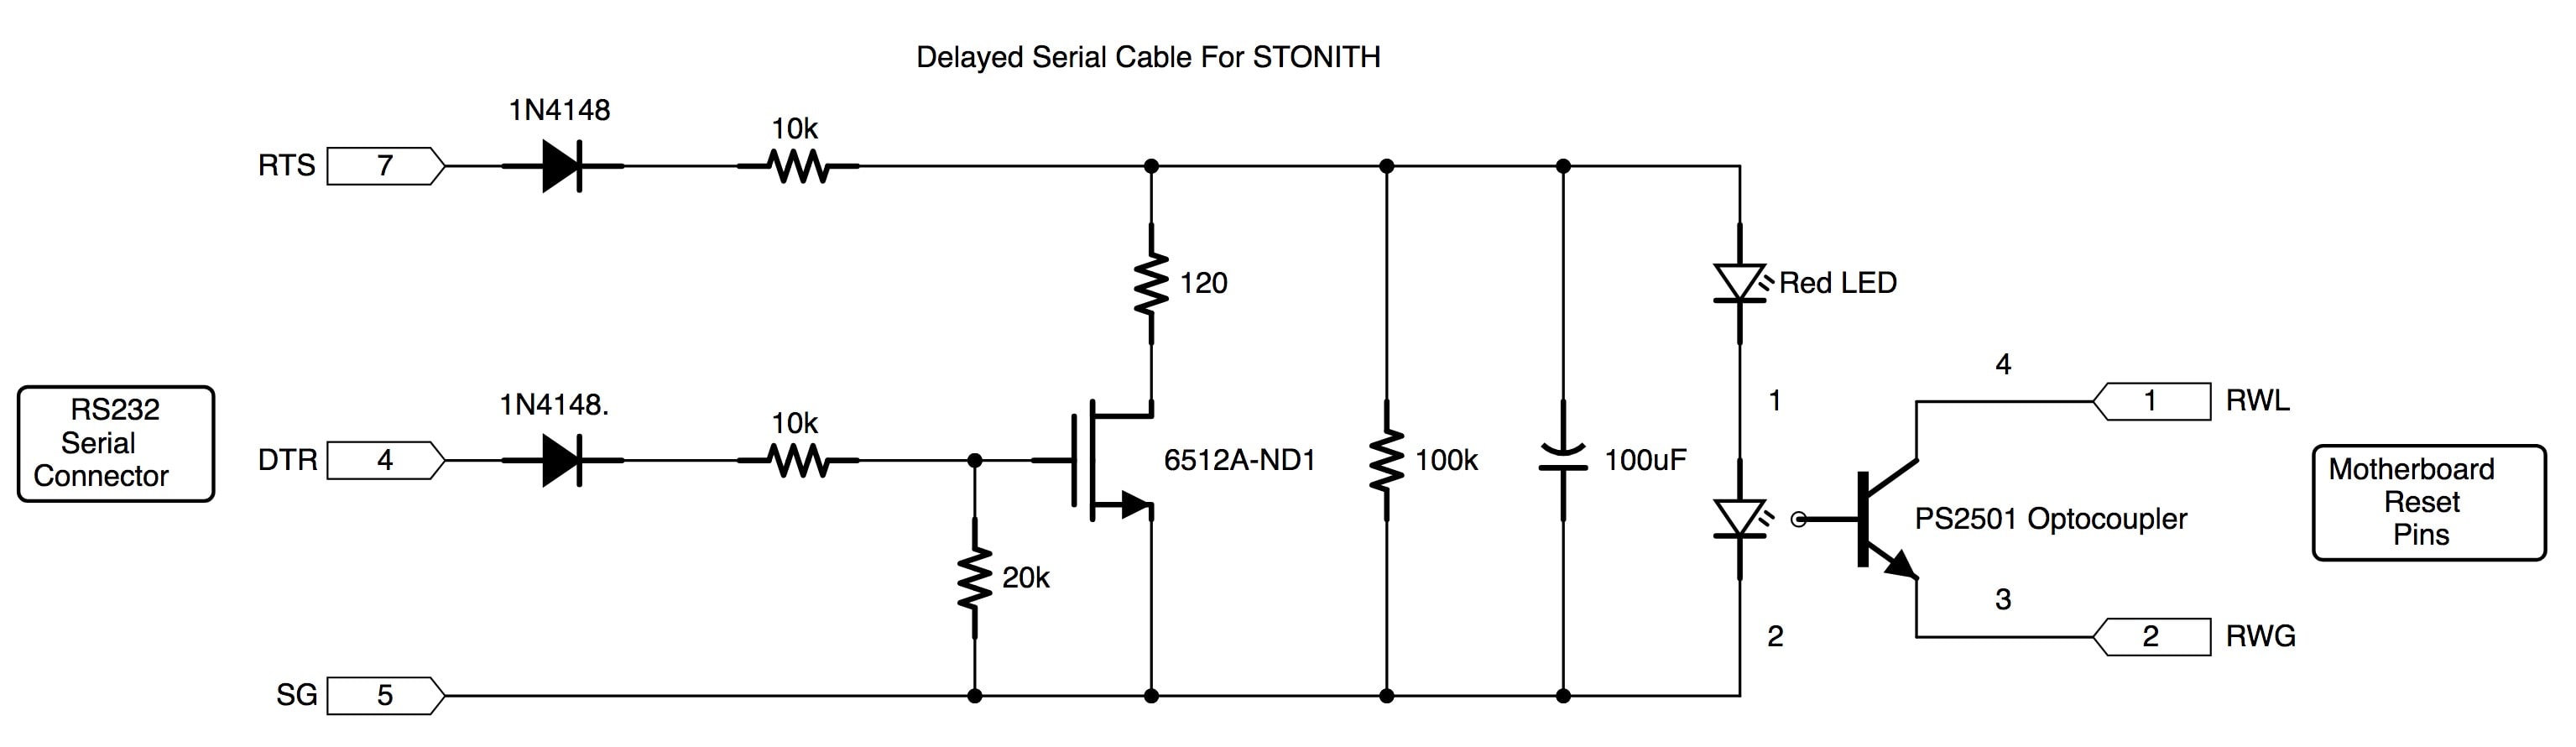 Delayed Serial Cable For STONITH
1N4148
10k
RTS
7
120
Red LED
4
1
1
RWL
RS232
Serial
Connector
1N4148.
10k
DTR
4
6512A-ND1
100k
100uF
Motherboard
Reset
Pins
PS2501 Optocoupler
20k
3
2
2
RWG
SG
5